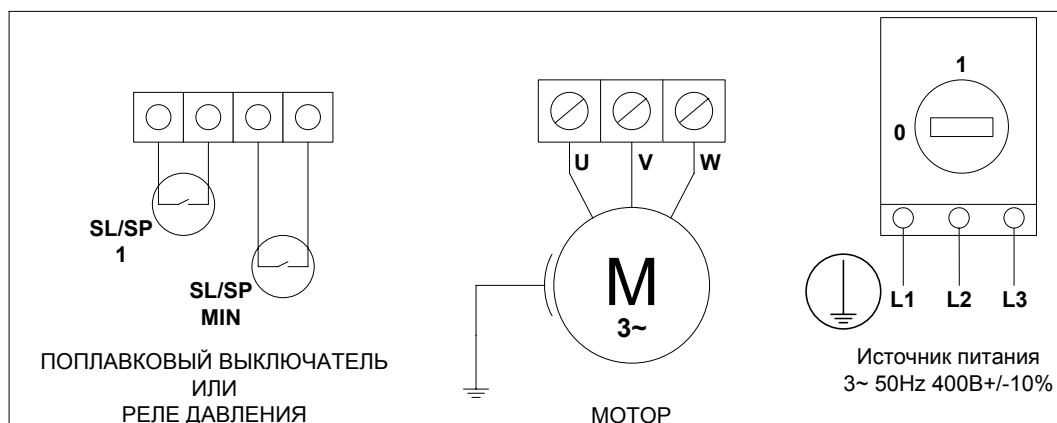 SL/SP
1
SL/SP
MIN
ПОПЛАВКОВЫЙ ВЫКЛЮЧАТЕЛЬ
ИЛИ
РЕЛЕ ДАВЛЕНИЯ
U V W
M
3~
МОТОР
1
0
L1 L2 L3
Источник питания
3~ 50Hz 400В+/-10%